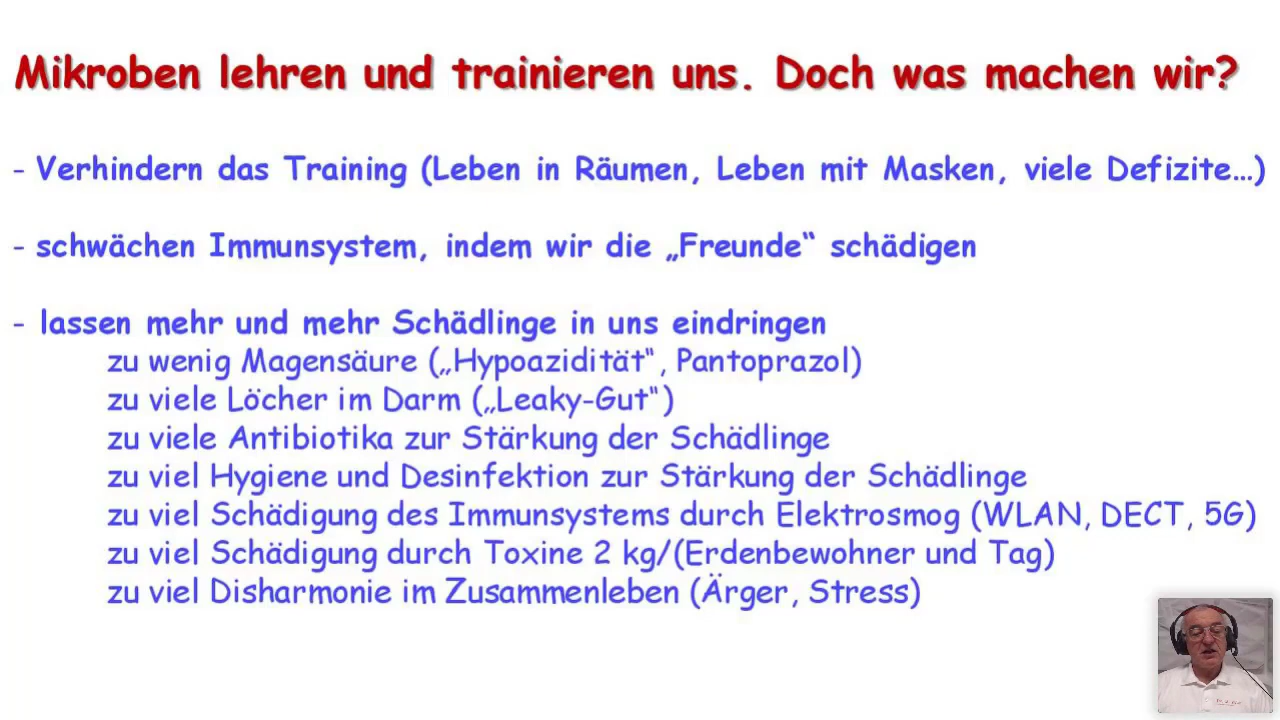 Mikroben lehren und trainieren uns. Doch was machen wir?
- Verhindern das Training (Leben in Räumen, Leben mit Masken, viele Defizite…)
- schwächen Immunsystem, indem wir die „Freunde“ schädigen
- lassen mehr und mehr Schädlinge in uns eindringen
zu wenig Magensäure („Hypoazidität“, Pantoprazol)
zu viele Löcher im Darm („Leaky-Gut“)
zu viele Antibiotika zur Stärkung der Schädlinge
zu viel Hygiene und Desinfektion zur Stärkung der Schädlinge
zu viel Schädigung des Immunsystems durch Elektrosmog (WLAN, DECT, 5G)
zu viel Schädigung durch Toxine 2 kg/(Erdenbewohner und Tag)
zu viel Disharmonie im Zusammenleben (Ärger, Stress)